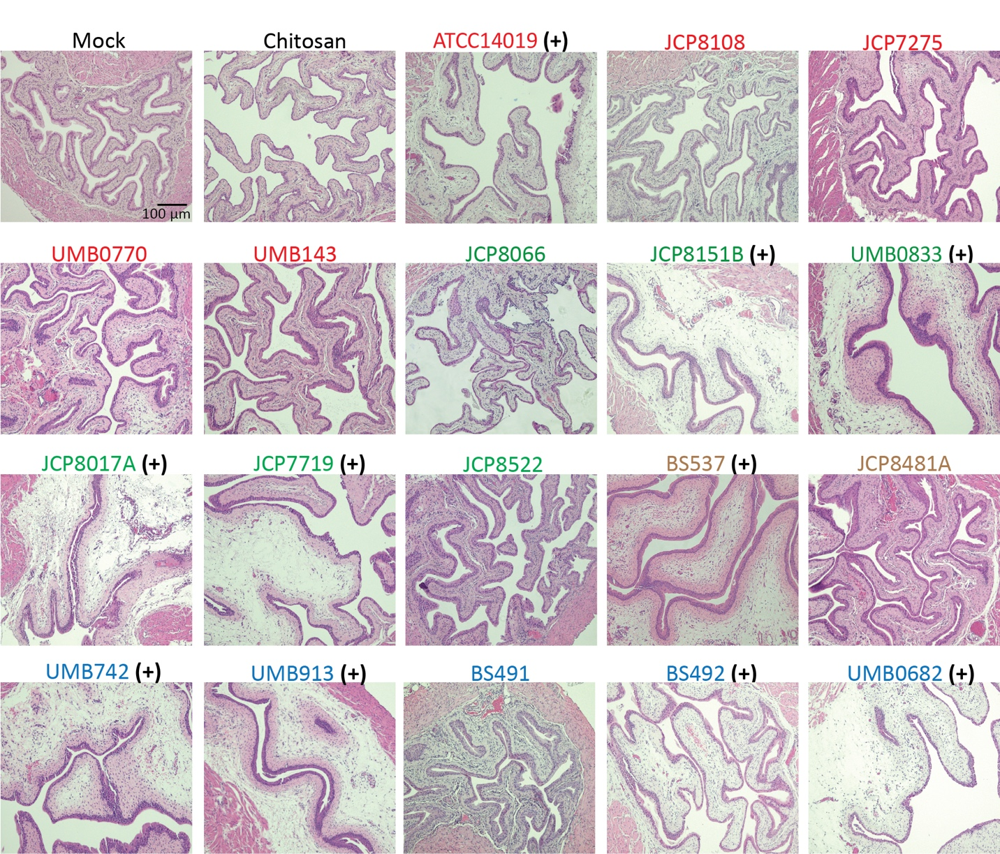 Mock Chitosan ATCC14019 (+) JCP8108 JCP7275
100 µm
UMB0770 UMB143 JCP8066 JCP8151B (+) UMB0833 (+)
JCP8017A (+) JCP7719 (+) JCP8522 BS537 (+) JCP8481A
UMB742 (+) UMB913 (+) BS491 BS492 (+) UMB0682 (+)